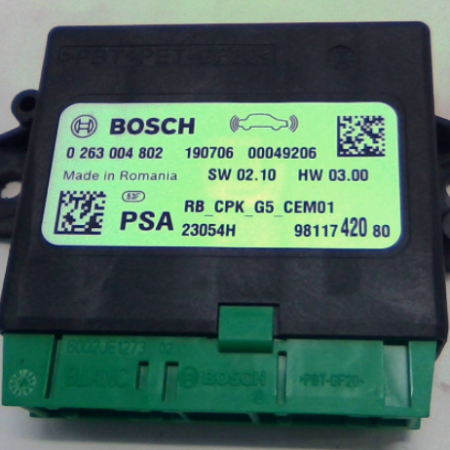 BOSCH
0 263 004 802 190706 00049206
Made in Romania SW 02.10 HW 03.00
RB_CPK_G5_CEM01
PSA 23054H 98117 420 80
BOSCH